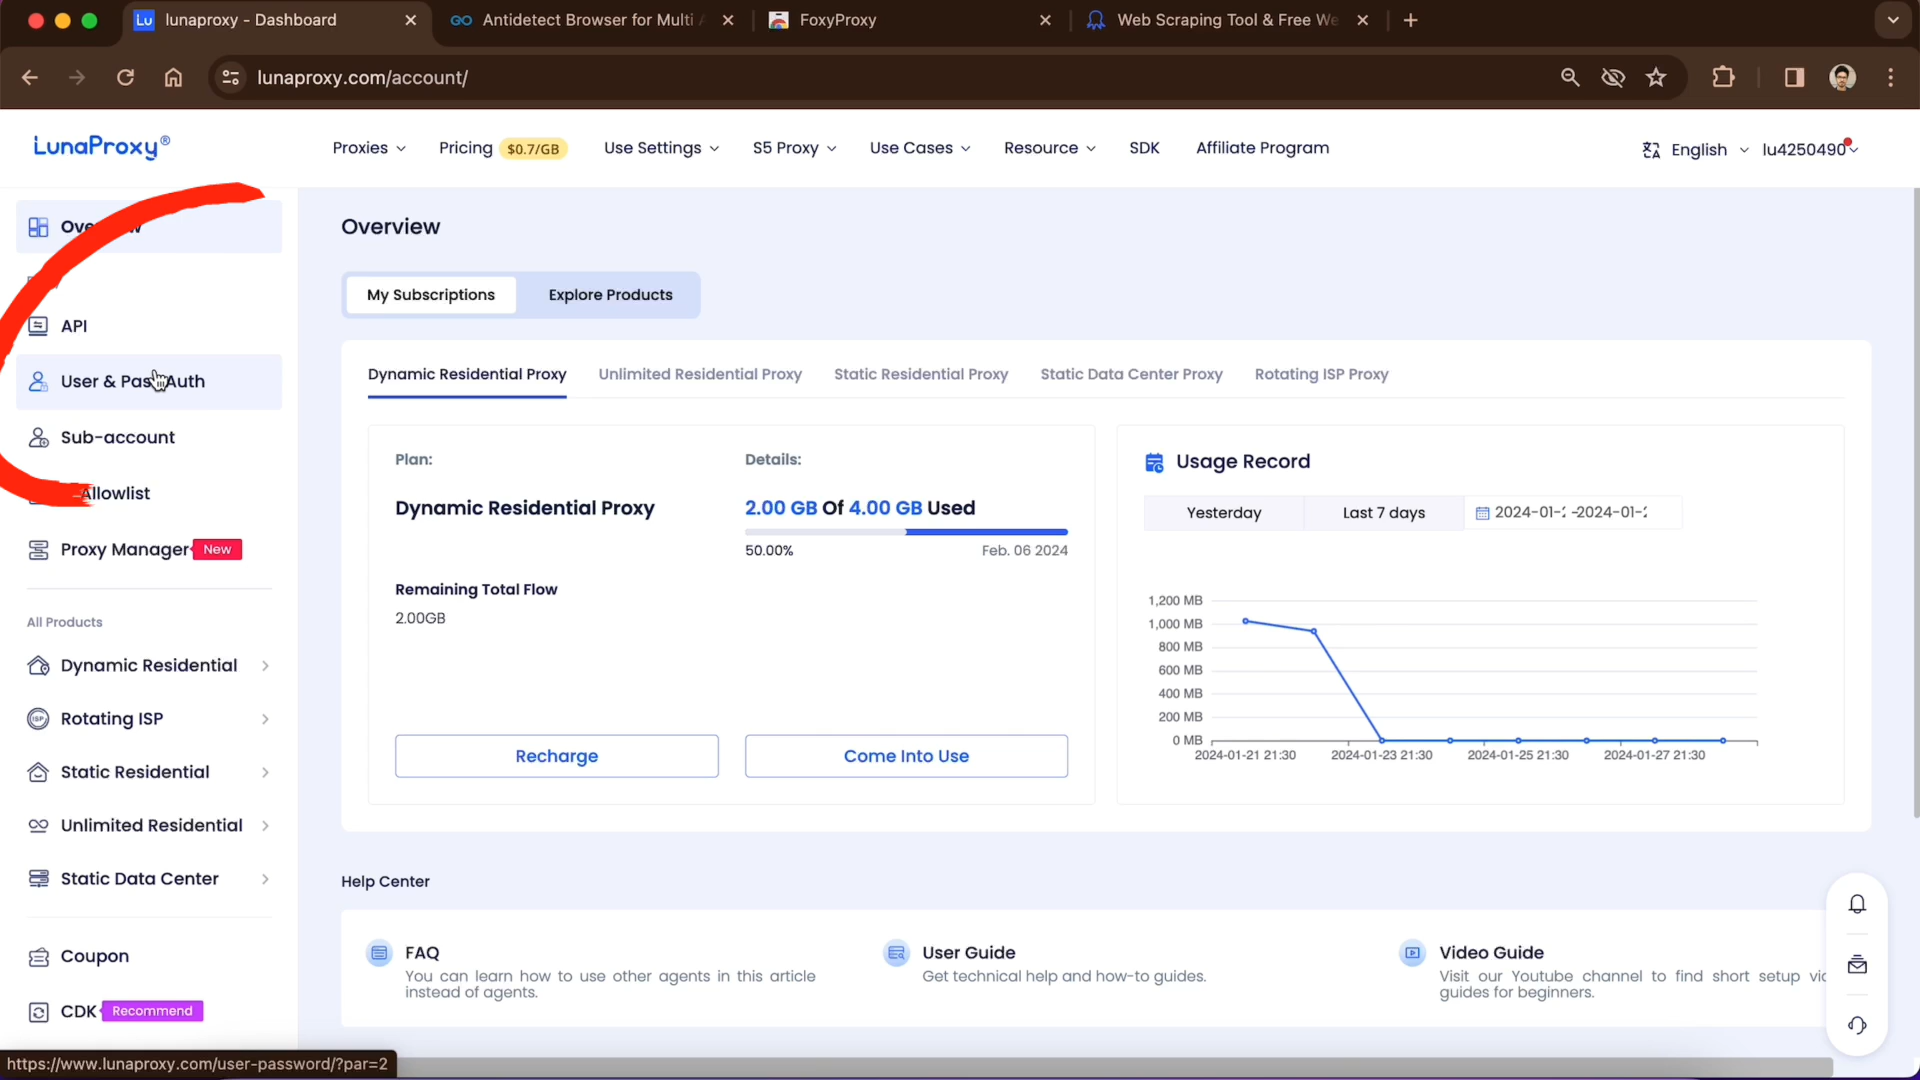 Lu lunaproxy - Dashboard
Antidetect Browser for Multi
FoxyProxy
Web Scraping Tool & Free We
lunaproxy.com/account/
LunaProxy®
Proxies
Pricing
$0.7/GB
Use Settings
S5 Proxy
Use Cases
Resource
SDK
Affiliate Program
English
lu4250490
API
User & Pass Auth
Sub-account
Allowlist
Proxy Manager
New
All Products
Dynamic Residential
Rotating ISP
Static Residential
Unlimited Residential
Static Data Center
Coupon
CDK
Recommend
https://www.lunaproxy.com/user-password/?par=2
Overview
My Subscriptions
Explore Products
Dynamic Residential Proxy
Unlimited Residential Proxy
Static Residential Proxy
Static Data Center Proxy
Rotating ISP Proxy
Plan:
Dynamic Residential Proxy
Remaining Total Flow
2.00GB
Details:
2.00 GB Of 4.00 GB Used
50.00%
Feb. 06 2024
Recharge
Come Into Use
Usage Record
Yesterday
Last 7 days
2024-01- -2024-01-
1,200 MB
1,000 MB
800 MB
600 MB
400 MB
200 MB
0 MB
2024-01-21 21:30
2024-01-23 21:30
2024-01-25 21:30
2024-01-27 21:30
Help Center
FAQ
You can learn how to use other agents in this article
instead of agents.
User Guide
Get technical help and how-to guides.
Video Guide
Visit our Youtube channel to find short setup
guides for beginners.